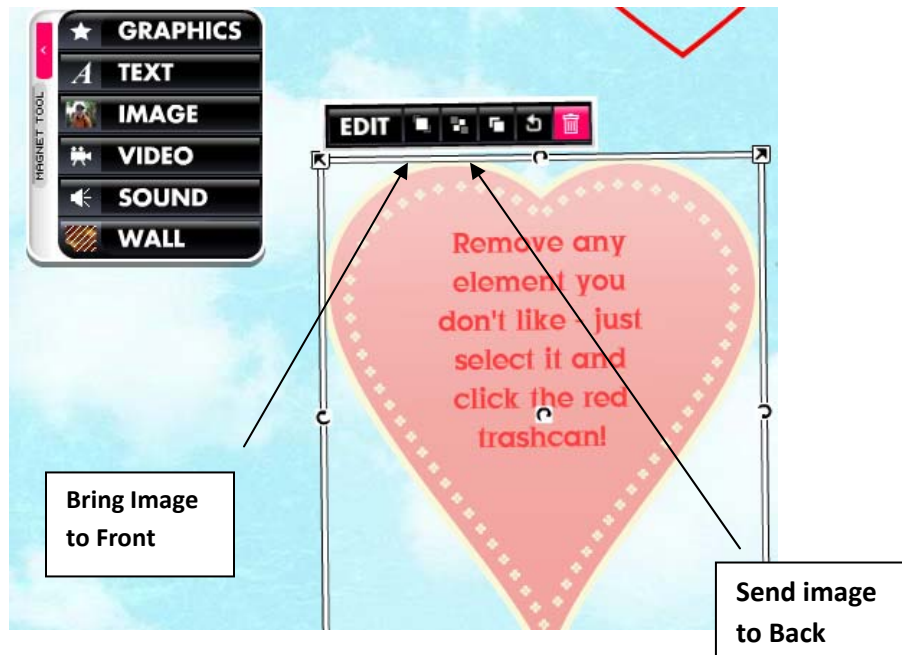 GRAPHICS
TEXT
IMAGE
VIDEO
SOUND
WALL
MAGNET TOOL
EDIT
Remove any
element you
don't like - just
select it and
click the red
trashcan!
Bring Image
to Front
Send image
to Back